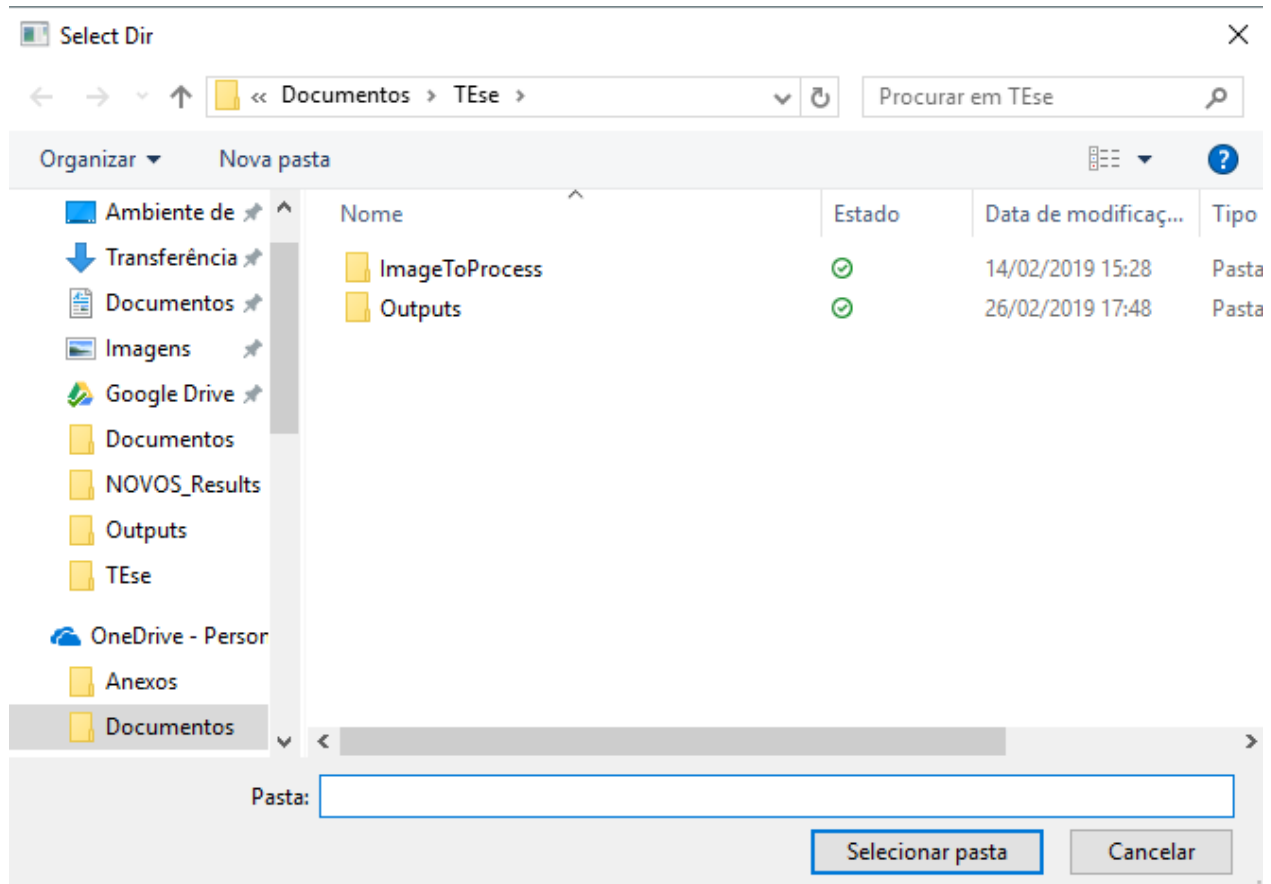 Select Dir
« Documentos > TEse >
Procurar em TEse
Organizar
Nova pasta
Nome
Estado
Data de modificaç...
Tipo
Ambiente de
Transferência
Documentos
Imagens
Google Drive
Documentos
NOVOS_Results
Outputs
TEse
OneDrive - Person
Anexos
Documentos
ImageToProcess 14/02/2019 15:28 Pasta
Outputs 26/02/2019 17:48 Pasta
Pasta:
Selecionar pasta
Cancelar